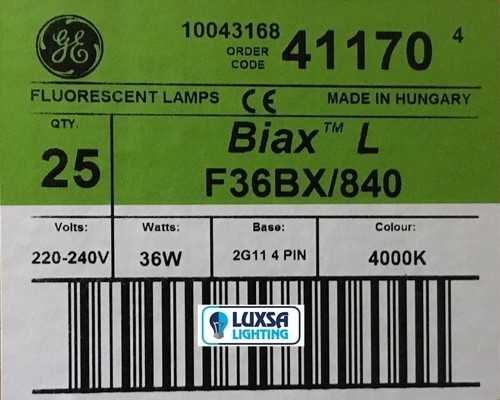 GE
10043168
ORDER CODE 41170 4
FLUORESCENT LAMPS CE MADE IN HUNGARY
QTY. 25
Biax™ L
F36BX/840
Volts: Watts: Base: Colour:
220-240V 36W 2G11 4 PIN 4000K
LUXSA
LIGHTING